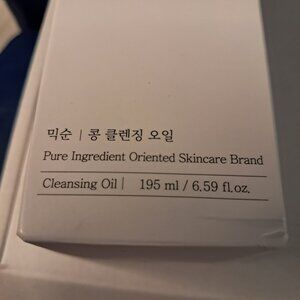 믹순 | 콩 클렌징 오일
Pure Ingredient Oriented Skincare Brand
Cleansing Oil | 195 ml / 6.59 fl.oz.